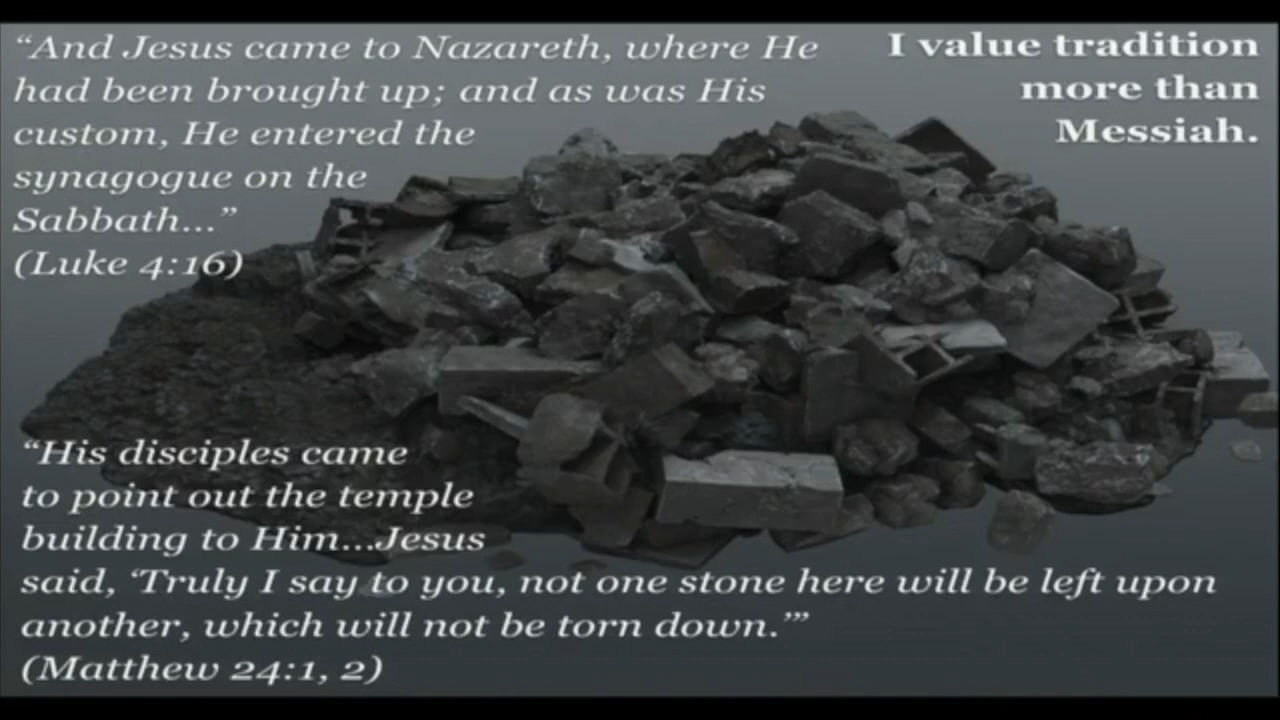 “And Jesus came to Nazareth, where He
had been brought up; and as was His
custom, He entered the
synagogue on the
Sabbath...”
(Luke 4:16)
I value tradition
more than
Messiah.
“His disciples came
to point out the temple
building to Him...Jesus
said, ‘Truly I say to you, not one stone here will be left upon
another, which will not be torn down.’”
(Matthew 24:1, 2)